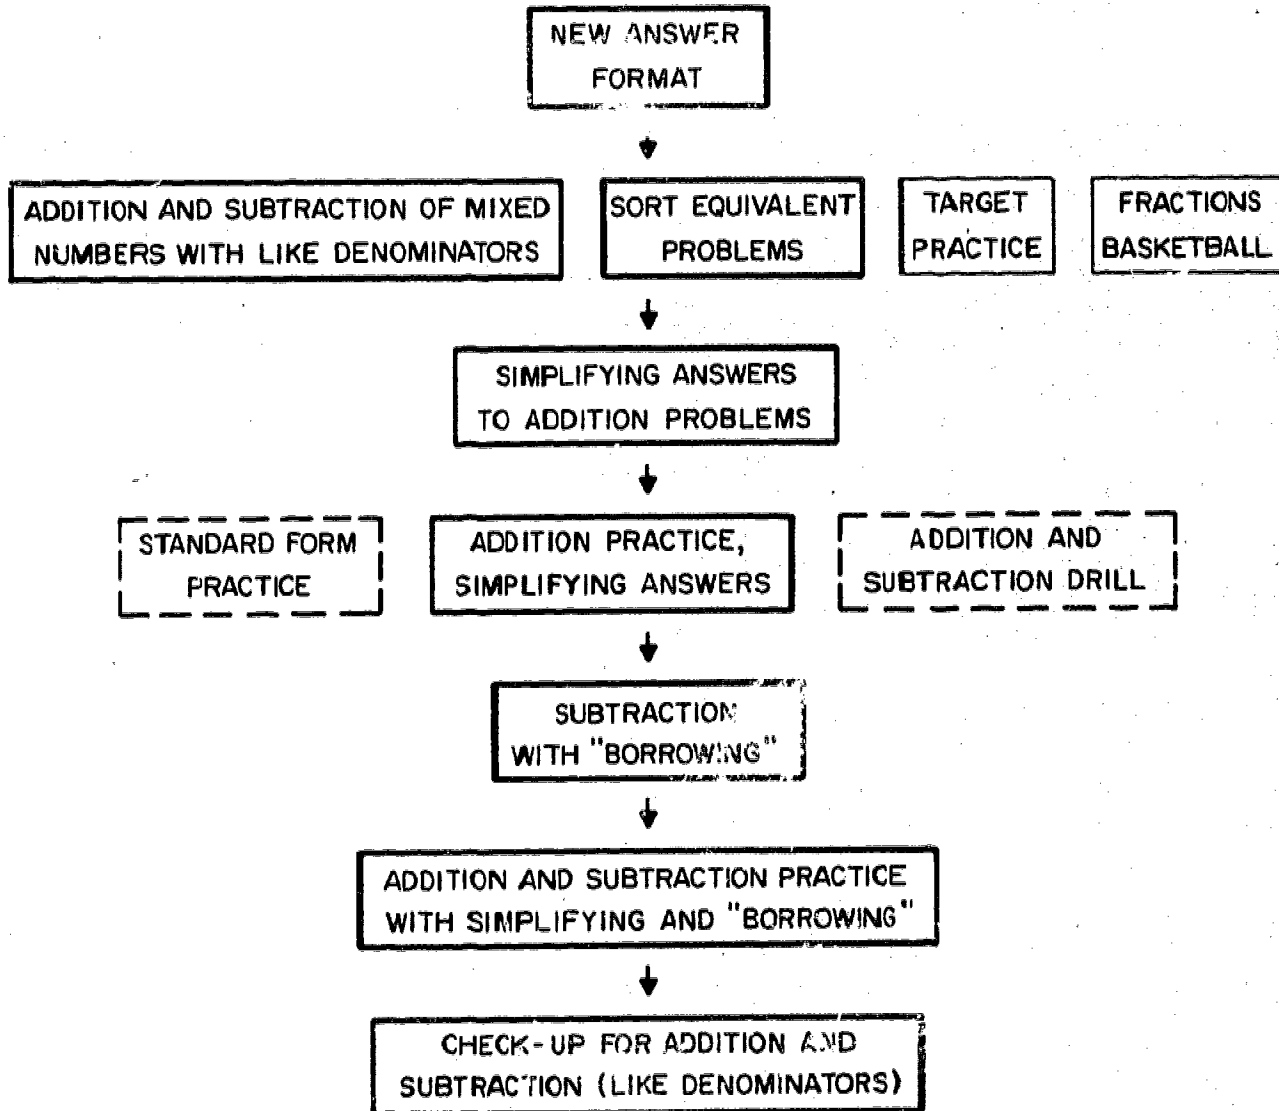 NEW ANSWER
FORMAT
ADDITION AND SUBTRACTION OF MIXED
NUMBERS WITH LIKE DENOMINATORS
SORT EQUIVALENT
PROBLEMS
TARGET
PRACTICE
FRACTIONS
BASKETBALL
SIMPLIFYING ANSWERS
TO ADDITION PROBLEMS
STANDARD FORM
PRACTICE
ADDITION PRACTICE,
SIMPLIFYING ANSWERS
ADDITION AND
SUBTRACTION DRILL
SUBTRACTION
WITH "BORROWING"
ADDITION AND SUBTRACTION PRACTICE
WITH SIMPLIFYING AND "BORROWING"
CHECK-UP FOR ADDITION AND
SUBTRACTION (LIKE DENOMINATORS)